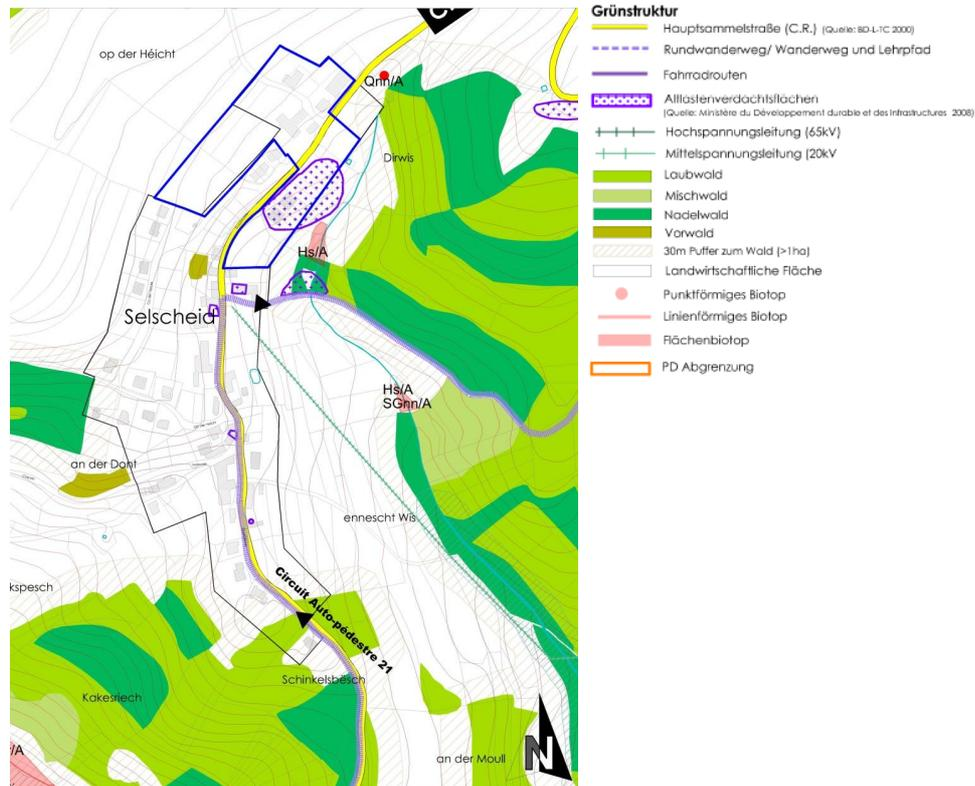 op der Héicht
Qnn/A
Dirwis
Hs/A
Selscheid
Hs/A
SGnn/A
an der Dont
ennescht Wis
kspesch
Circuit Auto-pédestre 21
Schinkelsbësch
Kakesriech
/A
an der Moull
N
Grünstruktur
Hauptsammelstraße (C.R.) (Quelle: BD-L-TC 2000)
Rundwanderweg/ Wanderweg und Lehrpfad
Fahrradrouten
Altlastenverdachtsflächen
(Quelle: Ministère du Développement durable et des Infrastructures 2008)
Hochspannungsleitung (65kV)
Mittelspannungsleitung (20kV
Laubwald
Mischwald
Nadelwald
Vorwald
30m Puffer zum Wald (>1ha)
Landwirtschaftliche Fläche
Punktförmiges Biotop
Linienförmiges Biotop
Flächenbiotop
PD Abgrenzung